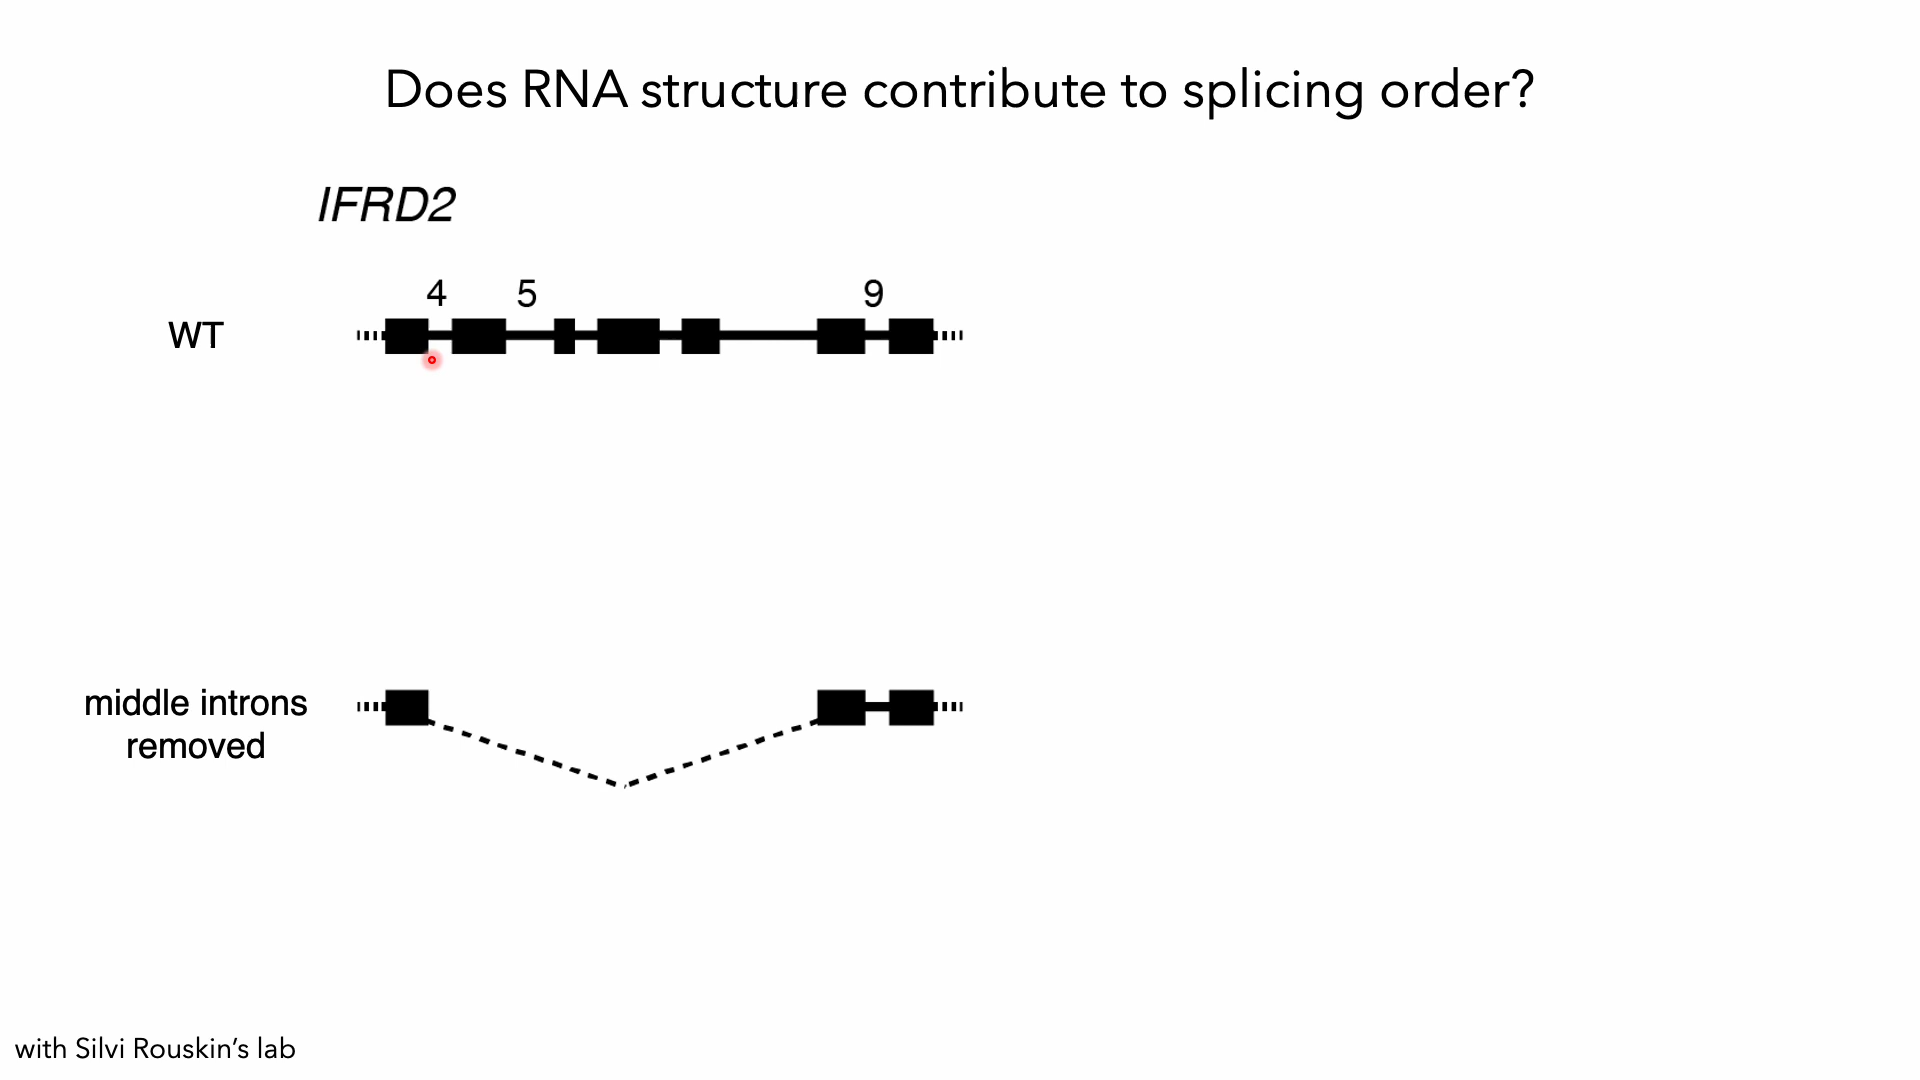 Does RNA structure contribute to splicing order?
IFRD2
4 5 9
WT
middle introns
removed
with Silvi Rouskin’s lab